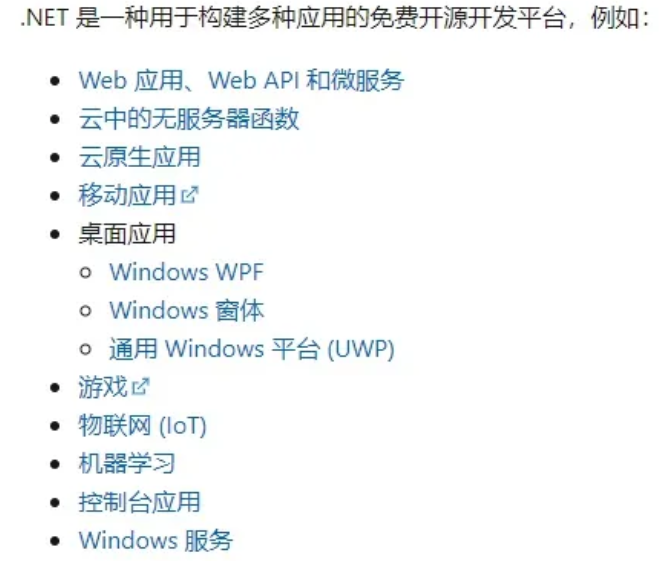 .NET 是一种用于构建多种应用的免费开源开发平台，例如：
Web 应用、Web API 和微服务
云中的无服务器函数
云原生应用
移动应用
桌面应用
Windows WPF
Windows 窗体
通用 Windows 平台 (UWP)
游戏
物联网 (IoT)
机器学习
控制台应用
Windows 服务